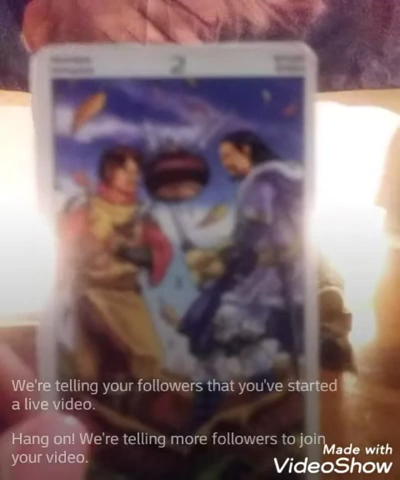 2
We're telling your followers that you've started
a live video.
Hang on! We're telling more followers to join
your video.
Made with
VideoShow